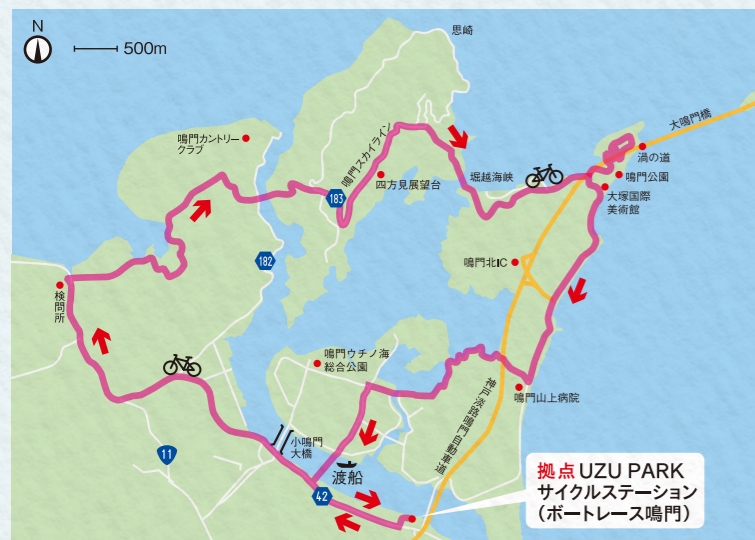 N
500m
思崎
鳴門カントリー
クラブ
鳴門スカイライン
四方見展望台
堀越海峡
大鳴門橋
渦の道
鳴門公園
大塚国際
美術館
183
182
鳴門北IC
検問所
鳴門ウチノ海
総合公園
神戸淡路鳴門自動車道
鳴門山上病院
小鳴門
大橋
11
渡船
42
拠点 UZU PARK
サイクルステーション
(ボートレース鳴門)